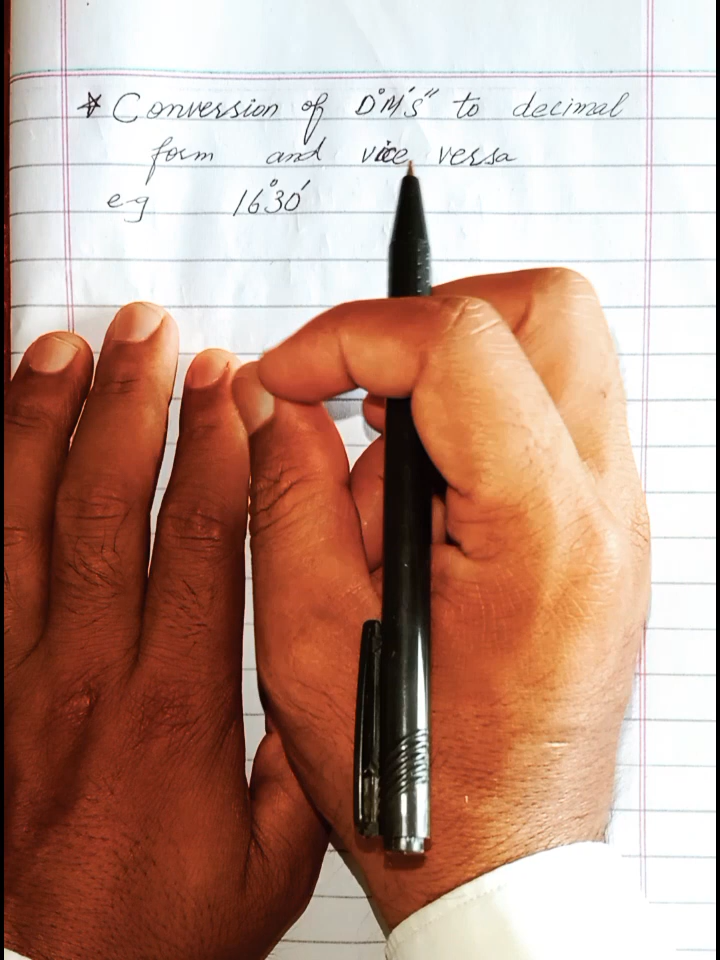 * Conversion of D°M'S" to decimal
form and vice versa
eg 16°30'